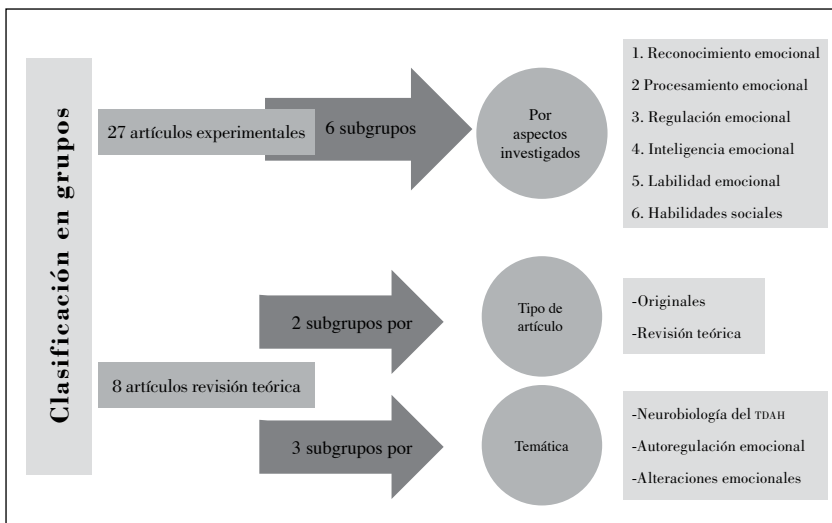 Clasificación en grupos
27 artículos experimentales
6 subgrupos
Por
aspectos
investigados
1. Reconocimiento emocional
2 Procesamiento emocional
3. Regulación emocional
4. Inteligencia emocional
5. Labilidad emocional
6. Habilidades sociales
8 artículos revisión teórica
2 subgrupos por
Tipo de
artículo
-Originales
-Revisión teórica
3 subgrupos por
Temática
-Neurobiología del TDAH
-Autoregulación emocional
-Alteraciones emocionales